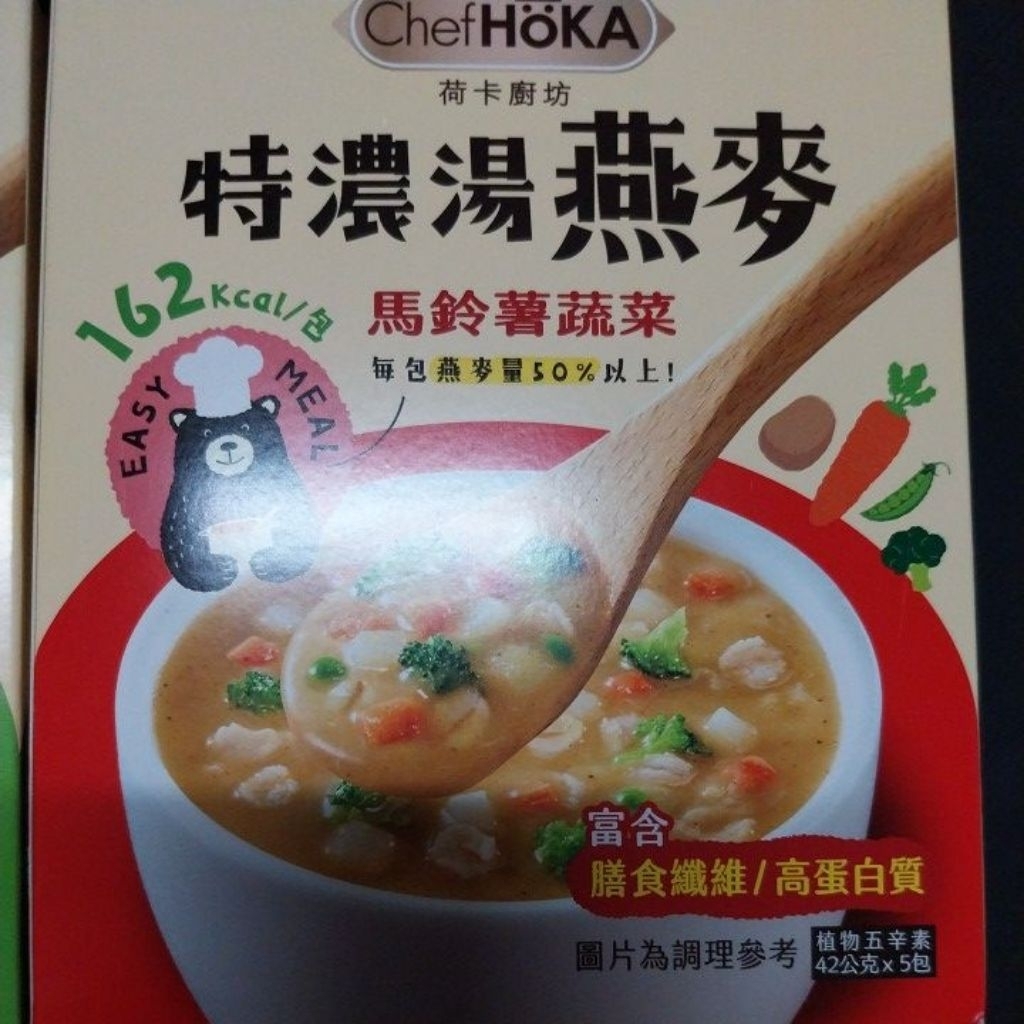 ChefHöKA
荷卡廚坊
特濃湯燕麥
162Kcal/包
馬鈴薯蔬菜
每包燕麥量50%以上!
EASY MEAL
富含
膳食纖維/高蛋白質
圖片為調理參考
植物五辛素
42公克x5包